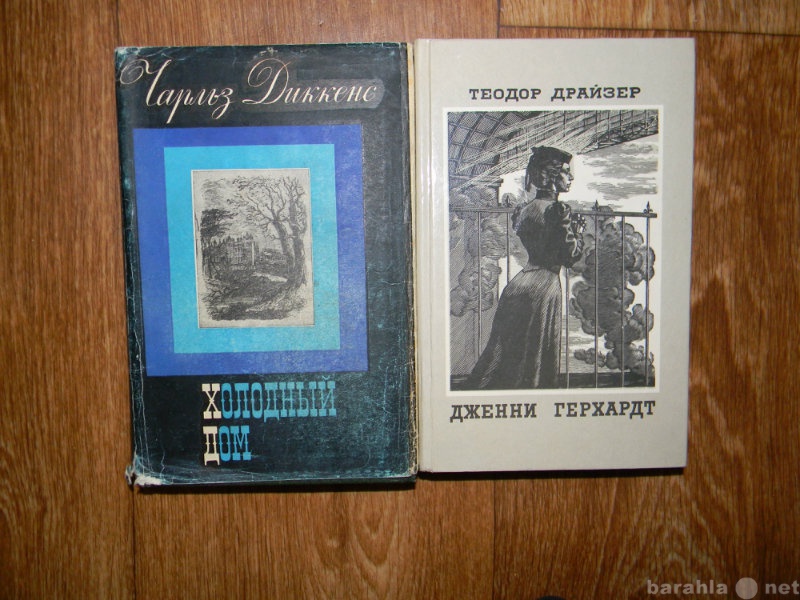 Чарльз Диккенс
ХОЛОДНЫЙ
ДОМ
ТЕОДОР ДРАЙЗЕР
ДЖЕННИ ГЕРХАРДТ
barahla net